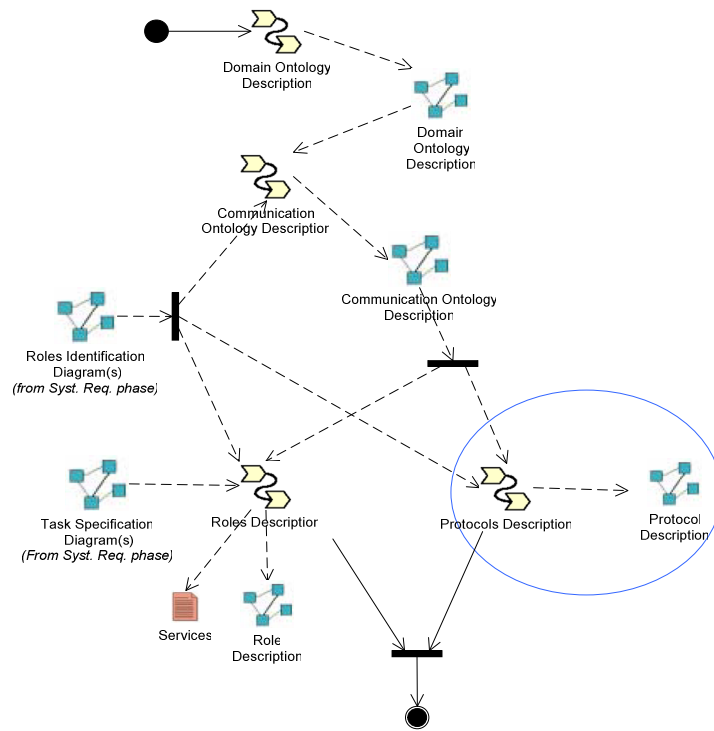 Domain Ontology
Description
Domain
Ontology
Description
Communication
Ontology Description
Communication Ontology
Description
Roles Identification
Diagram(s)
(from Syst. Req. phase)
Task Specification
Diagram(s)
(From Syst. Req. phase)
Roles Description
Protocols Description
Protocol
Description
Services
Role
Description